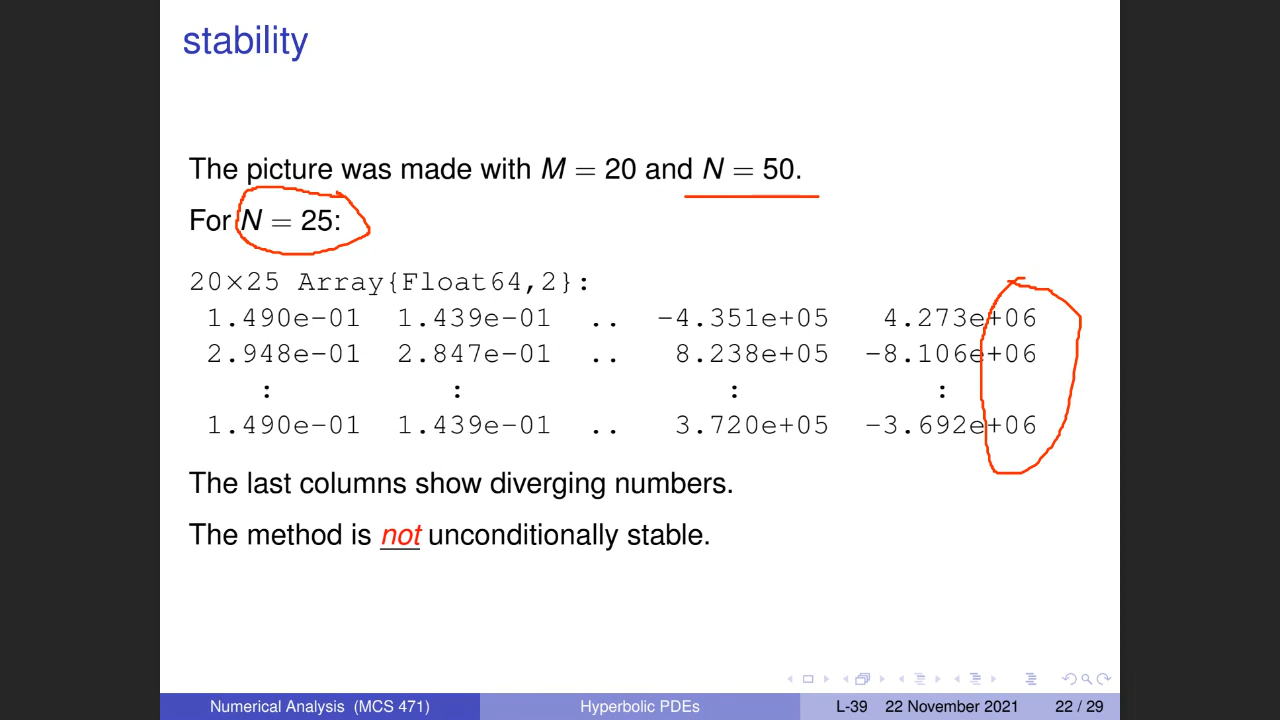 stability
The picture was made with M = 20 and N = 50.
For N = 25:
20×25 Array{Float64,2}:
1.490e-01 1.439e-01 .. -4.351e+05 4.273e+06
2.948e-01 2.847e-01 .. 8.238e+05 -8.106e+06
: : : :
1.490e-01 1.439e-01 .. 3.720e+05 -3.692e+06
The last columns show diverging numbers.
The method is not unconditionally stable.
Numerical Analysis (MCS 471) Hyperbolic PDEs L-39 22 November 2021 22 / 29